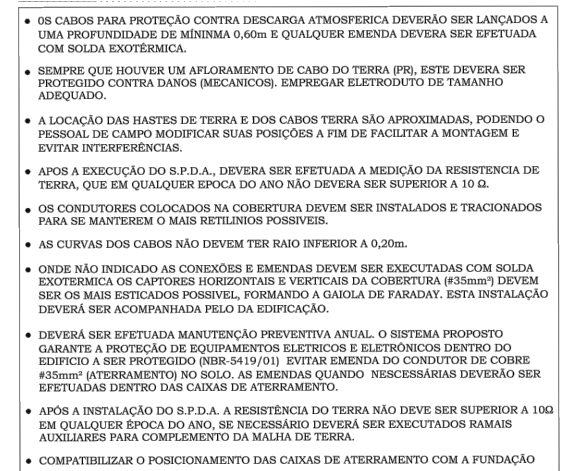 • 0S CABOS PARA PROTEÇÃO CONTRA DESCARGA ATMOSFERICA DEVERÃO SER LANÇADOS A
UMA PROFUNDIDADE DE MÍNINMA 0,60m E QUALQUER EMENDA DEVERA SER EFETUADA
COM SOLDA EXOTÉRMICA.
• SEMPRE QUE HOUVER UM AFLORAMENTO DE CABO DO TERRA (PR), ESTE DEVERA SER
PROTEGIDO CONTRA DANOS (MECANICOS). EMPREGAR ELETRODUTO DE TAMANHO
ADEQUADO.
• A LOCAÇÃO DAS HASTES DE TERRA E DOS CABOS TERRA SÃO APROXIMADAS, PODENDO O
PESSOAL DE CAMPO MODIFICAR SUAS POSIÇÕES A FIM DE FACILITAR A MONTAGEM E
EVITAR INTERFERÊNCIAS.
• APOS A EXECUÇÃO DO S.P.D.A., DEVERA SER EFETUADA A MEDIÇÃO DA RESISTENCIA DE
TERRA, QUE EM QUALQUER EPOCA DO ANO NÃO DEVERA SER SUPERIOR A 10 Ω.
• OS CONDUTORES COLOCADOS NA COBERTURA DEVEM SER INSTALADOS E TRACIONADOS
PARA SE MANTEREM O MAIS RETILINIOS POSSIVEIS.
• AS CURVAS DOS CABOS NÃO DEVEM TER RAIO INFERIOR A 0,20m.
• ONDE NÃO INDICADO AS CONEXÕES E EMENDAS DEVEM SER EXECUTADAS COM SOLDA
EXOTERMICA OS CAPTORES HORIZONTAIS E VERTICAIS DA COBERTURA (#35mm²) DEVEM
SER OS MAIS ESTICADOS POSSIVEL, FORMANDO A GAIOLA DE FARADAY. ESTA INSTALAÇÃO
DEVERÁ SER ACOMPANHADA PELO DA EDIFICAÇÃO.
• DEVERÁ SER EFETUADA MANUTENÇÃO PREVENTIVA ANUAL. O SISTEMA PROPOSTO
GARANTE A PROTEÇÃO DE EQUIPAMENTOS ELETRICOS E ELETRÔNICOS DENTRO DO
EDIFICIO A SER PROTEGIDO (NBR-5419/01) EVITAR EMENDA DO CONDUTOR DE COBRE
#35mm² (ATERRAMENTO) NO SOLO. AS EMENDAS QUANDO NESCESSÁRIAS DEVERÃO SER
EFETUADAS DENTRO DAS CAIXAS DE ATERRAMENTO.
• APÓS A INSTALAÇÃO DO S.P.D.A. A RESISTÊNCIA DO TERRA NÃO DEVE SER SUPERIOR A 10Ω
EM QUALQUER ÉPOCA DO ANO, SE NECESSÁRIO DEVERÁ SER EXECUTADOS RAMAIS
AUXILIARES PARA COMPLEMENTO DA MALHA DE TERRA.
• COMPATIBILIZAR O POSICIONAMENTO DAS CAIXAS DE ATERRAMENTO COM A FUNDAÇÃO